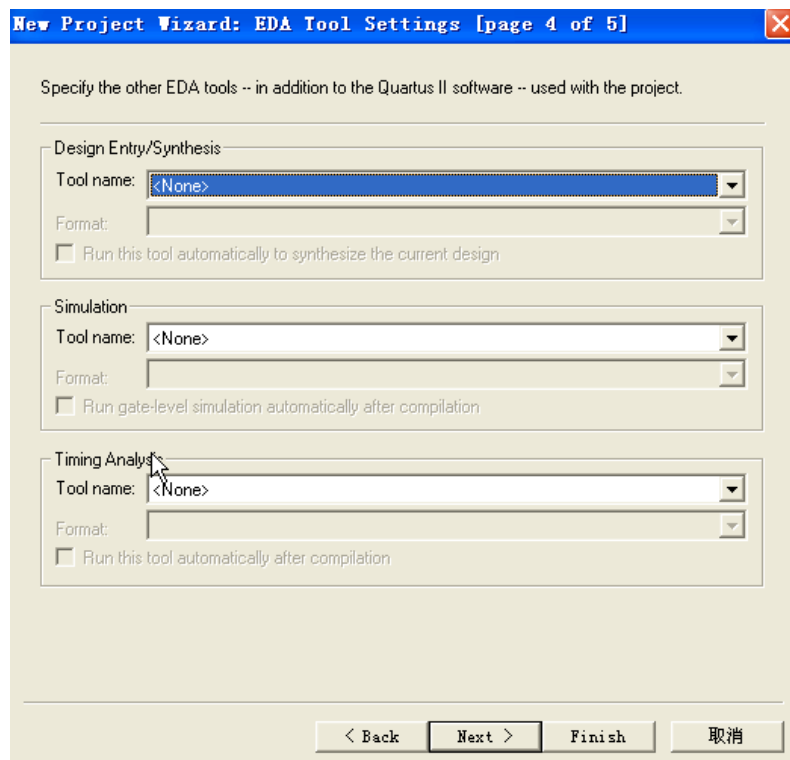 New Project Wizard: EDA Tool Settings [page 4 of 5]
Specify the other EDA tools -- in addition to the Quartus II software -- used with the project.
Design Entry/Synthesis
Tool name: <None>
Format:
Run this tool automatically to synthesize the current design
Simulation
Tool name: <None>
Format:
Run gate-level simulation automatically after compilation
Timing Analysis
Tool name: <None>
Format:
Run this tool automatically after compilation
< Back Next > Finish 取消